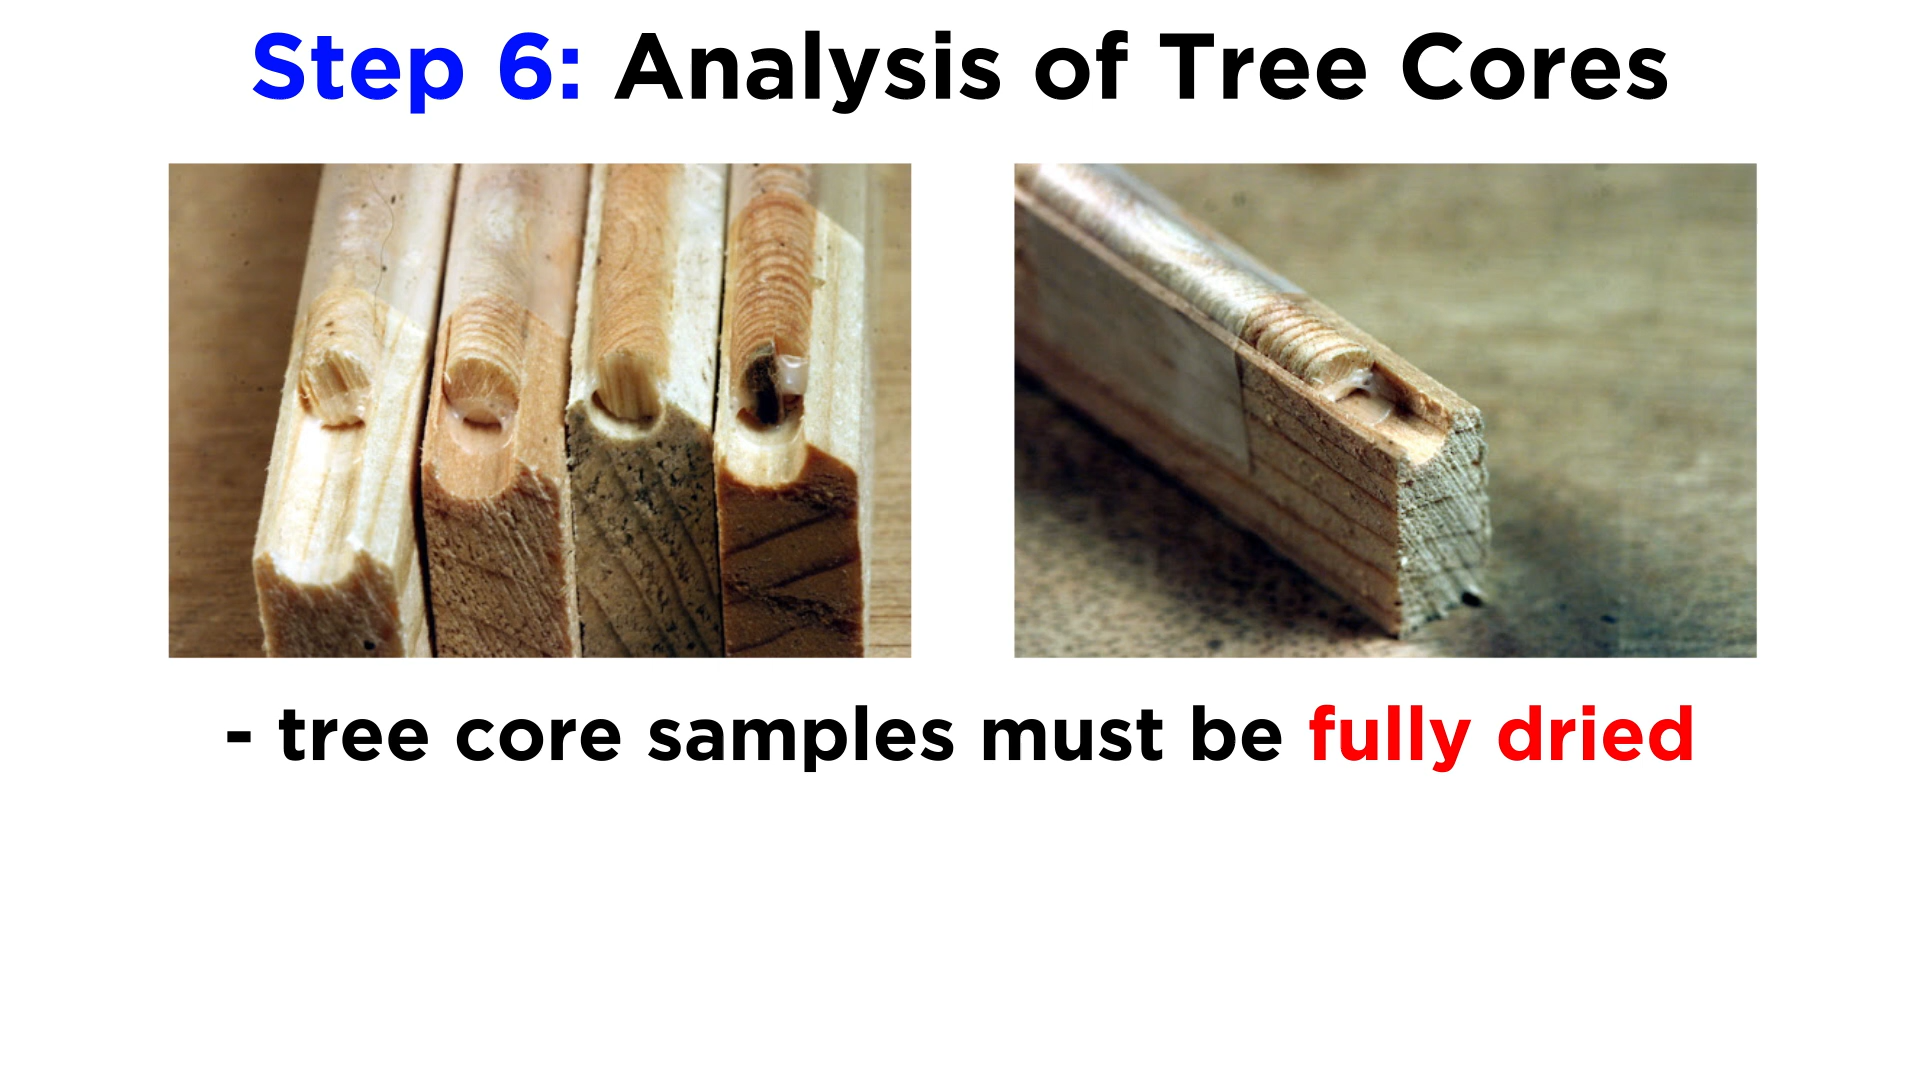 Step 6: Analysis of Tree Cores
- tree core samples must be fully dried